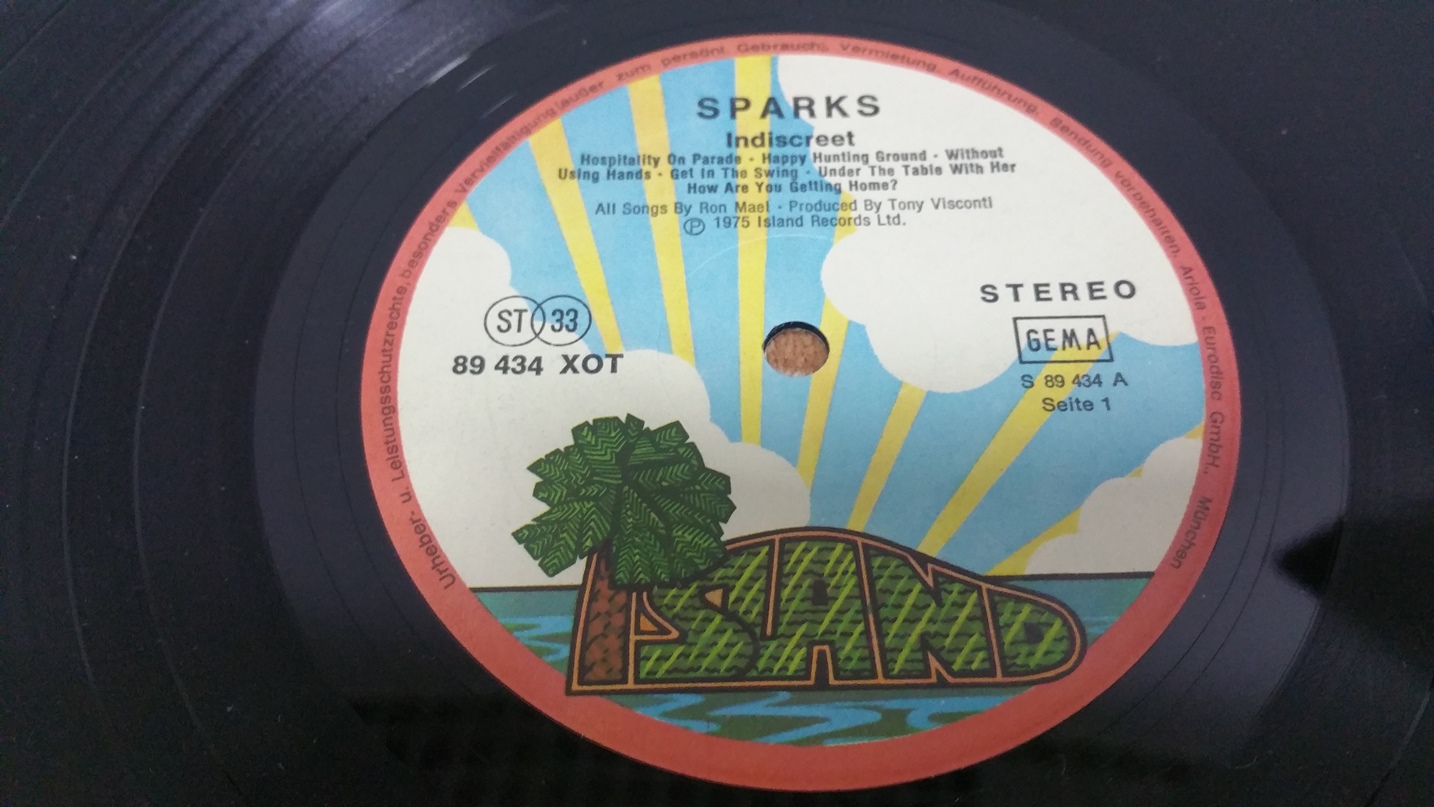 SPARKS
Indiscreet
Hospitality On Parade - Happy Hunting Ground - Without
Using Hands - Get In The Swing - Under The Table With Her
How Are You Getting Home?
All Songs By Ron Mael · Produced By Tony Visconti
Ⓟ 1975 Island Records Ltd.
ST 33
89 434 XOT
STEREO
GEMA
S 89 434 A
Seite 1
ISLAND
Urheber- u. Leistungsschutzrechte, besonders Vervielfältigung (außer zum persönl. Gebrauch), Vermietung, Aufführung, Sendung vorbehalten. Ariola - Eurodisc GmbH., München